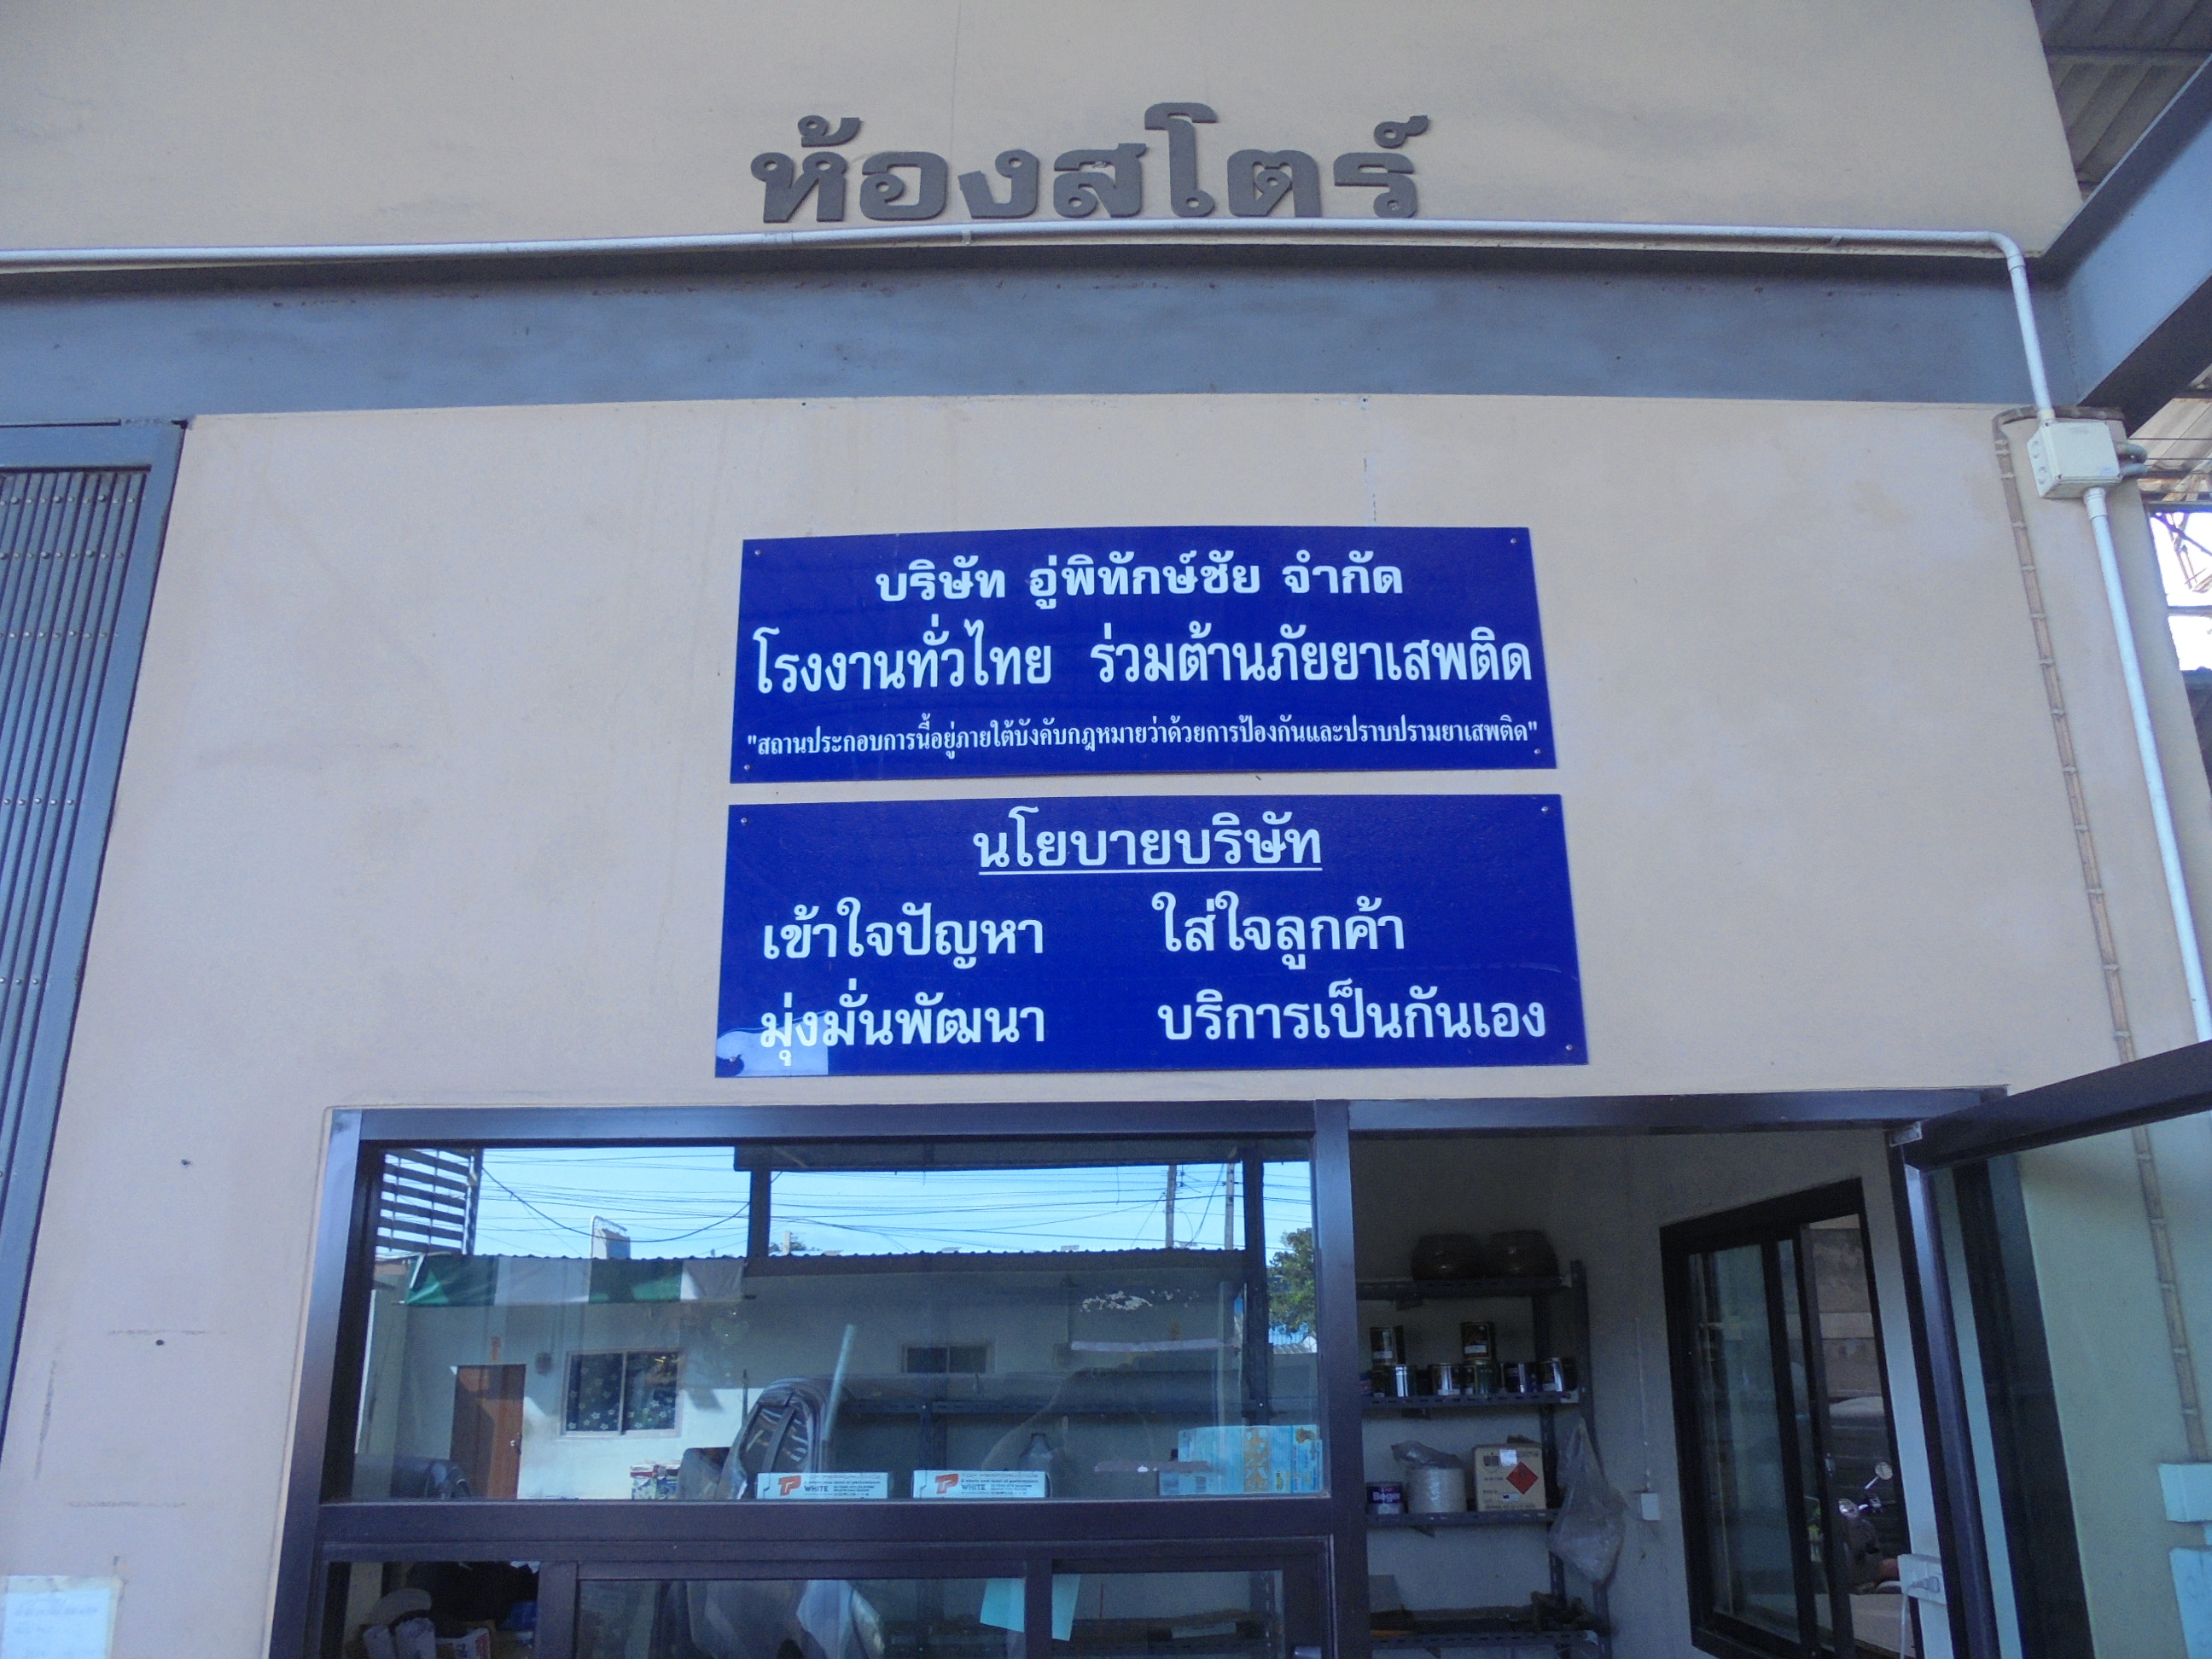 ห้องสโตร์
บริษัท อู่พิทักษ์ชัย จำกัด
โรงงานทั่วไทย ร่วมต้านภัยยาเสพติด
"สถานประกอบการนี้อยู่ภายใต้บังคับกฎหมายว่าด้วยการป้องกันและปราบปรามยาเสพติด"
นโยบายบริษัท
เข้าใจปัญหา ใส่ใจลูกค้า
มุ่งมั่นพัฒนา บริการเป็นกันเอง
TP WHITE
TP WHITE